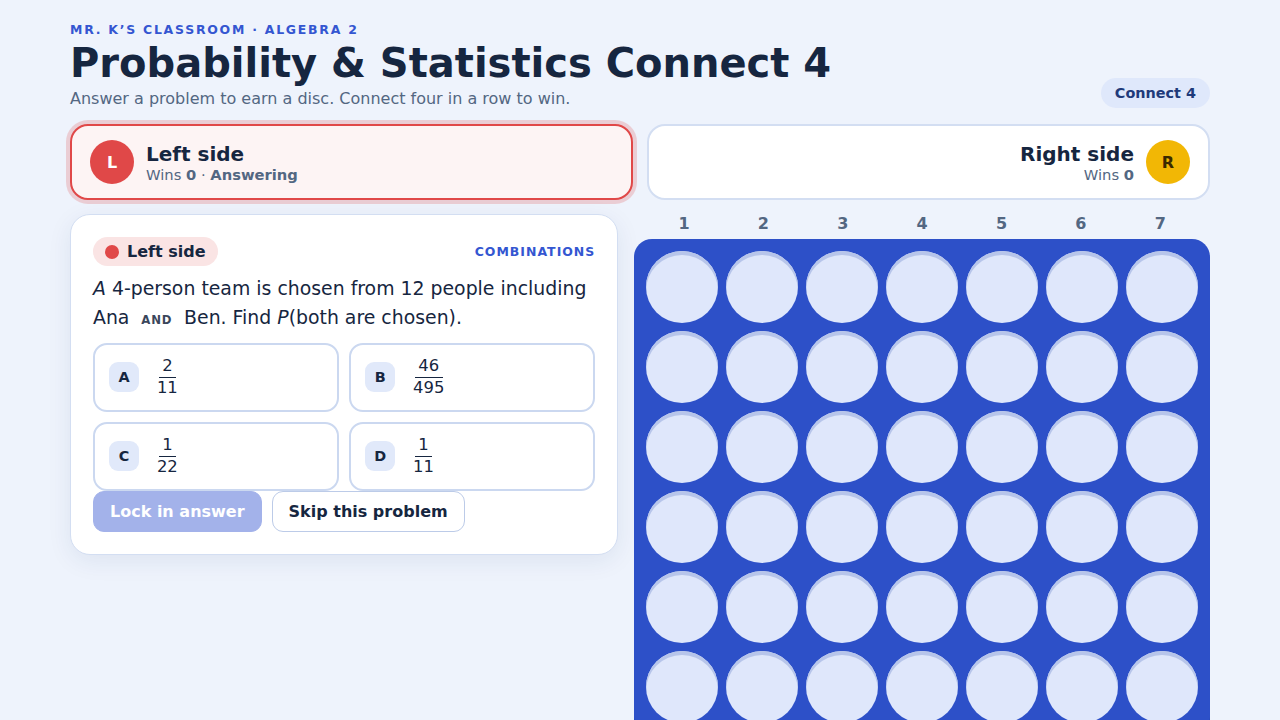 MR. K’S CLASSROOM · ALGEBRA 2
Probability & Statistics Connect 4
Answer a problem to earn a disc. Connect four in a row to win.
Connect 4
L
Left side
Wins 0 · Answering
Right side
Wins 0
R
Left side
COMBINATIONS
A 4-person team is chosen from 12 people including
Ana AND Ben. Find P(both are chosen).
A
2
11
B
46
495
C
1
22
D
1
11
Lock in answer
Skip this problem
1 2 3 4 5 6 7